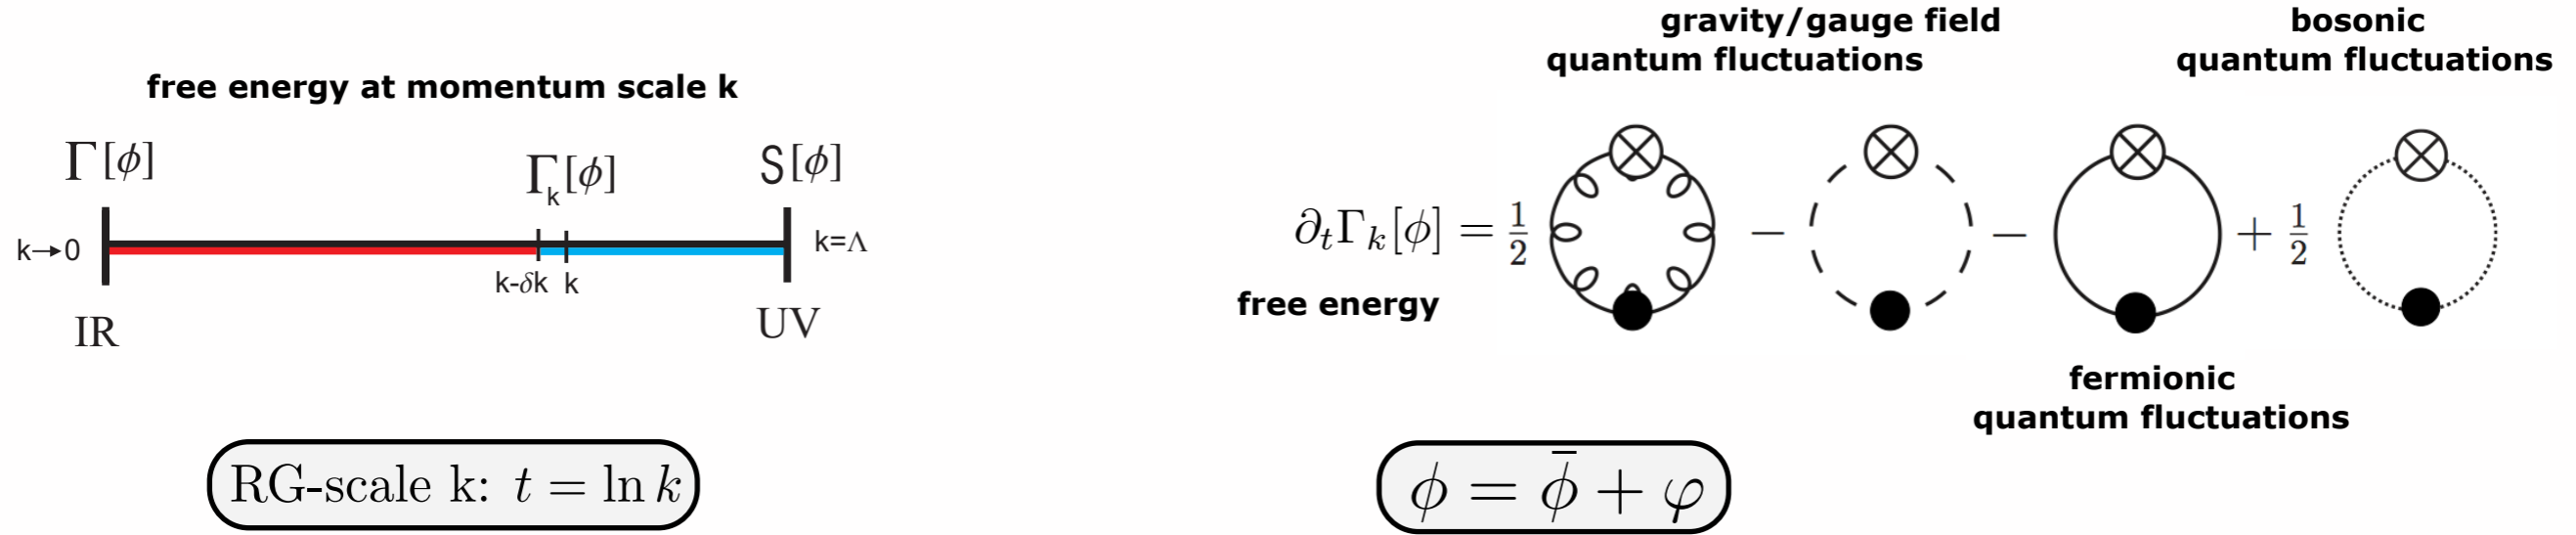 free energy at momentum scale k
Γ[ϕ]
Γk[ϕ]
S[ϕ]
k→0
k=Λ
k-δk k
IR
UV
RG-scale k: t = ln k
gravity/gauge field
quantum fluctuations
bosonic
quantum fluctuations
∂tΓk[ϕ] = 1/2 − − + 1/2
free energy
fermionic
quantum fluctuations
ϕ = ϕ̄ + φ